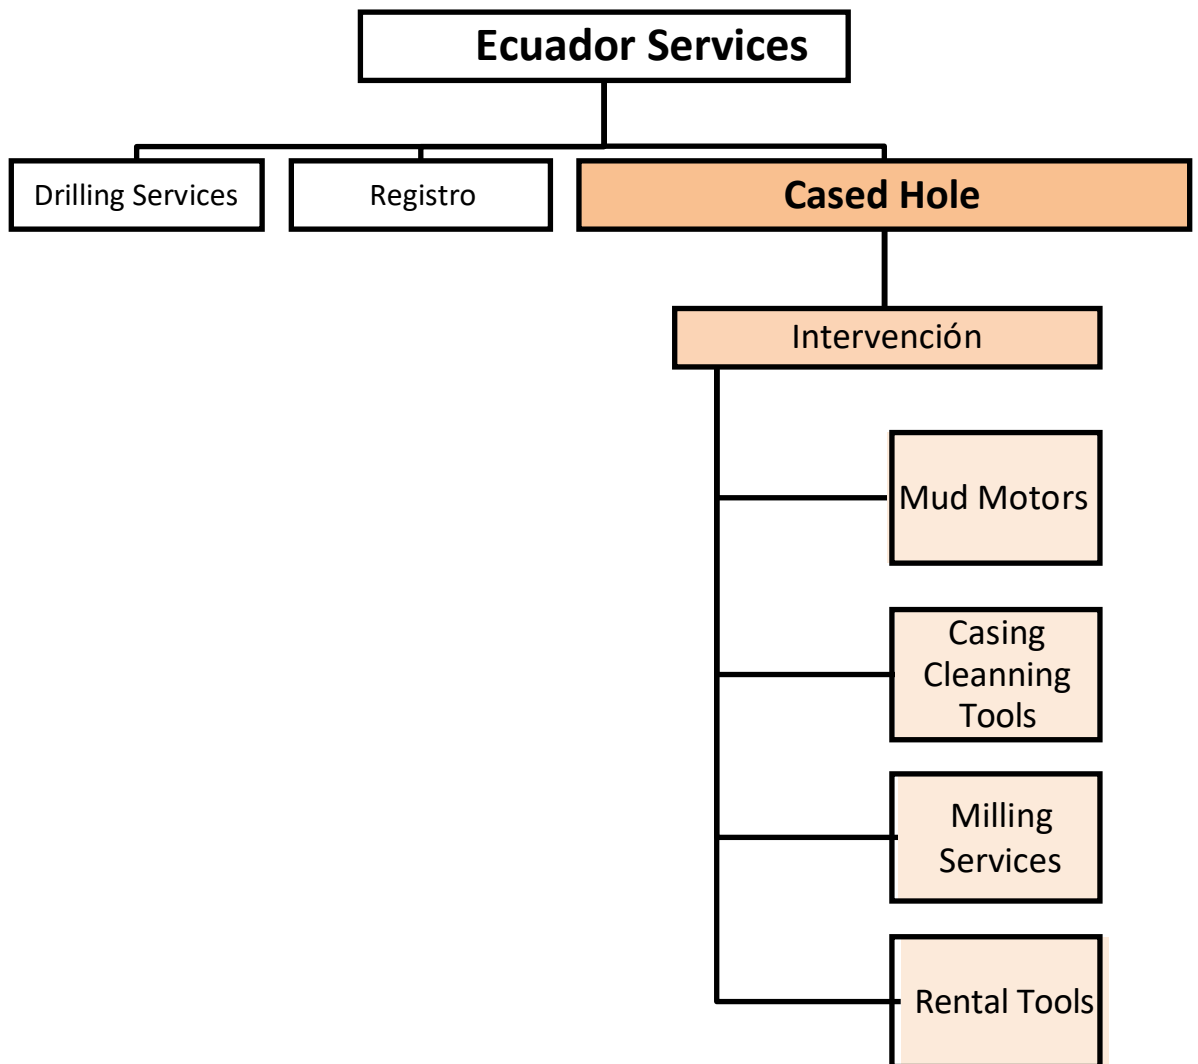 Ecuador Services
Drilling Services
Registro
Cased Hole
Intervención
Mud Motors
Casing
Cleanning
Tools
Milling
Services
Rental Tools